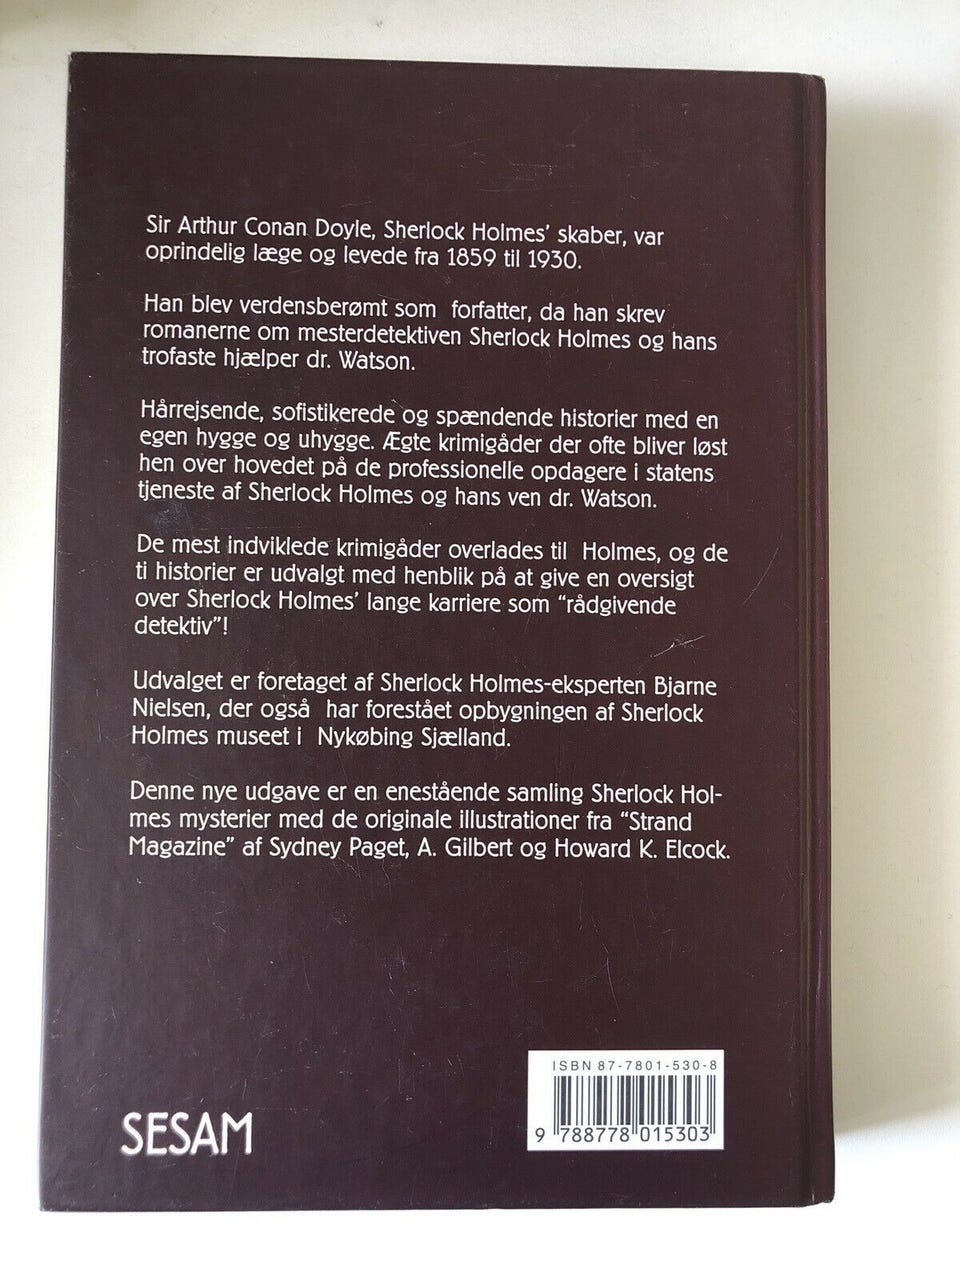 Sir Arthur Conan Doyle, Sherlock Holmes’ skaber, var
oprindelig læge og levede fra 1859 til 1930.
Han blev verdensberømt som forfatter, da han skrev
romanerne om mesterdetektiven Sherlock Holmes og hans
trofaste hjælper dr. Watson.
Hårrejsende, sofistikerede og spændende historier med en
egen hygge og uhygge. Ægte krimigåder der ofte bliver løst
hen over hovedet på de professionelle opdagere i statens
tjeneste af Sherlock Holmes og hans ven dr. Watson.
De mest indviklede krimigåder overlades til Holmes, og de
ti historier er udvalgt med henblik på at give en oversigt
over Sherlock Holmes’ lange karriere som “rådgivende
detektiv”!
Udvalget er foretaget af Sherlock Holmes-eksperten Bjarne
Nielsen, der også har forestået opbygningen af Sherlock
Holmes museet i Nykøbing Sjælland.
Denne nye udgave er en enestående samling Sherlock Hol-
mes mysterier med de originale illustrationer fra “Strand
Magazine” af Sydney Paget, A. Gilbert og Howard K. Elcock.
SESAM
ISBN 87-7801-530-8
9 788778 015303